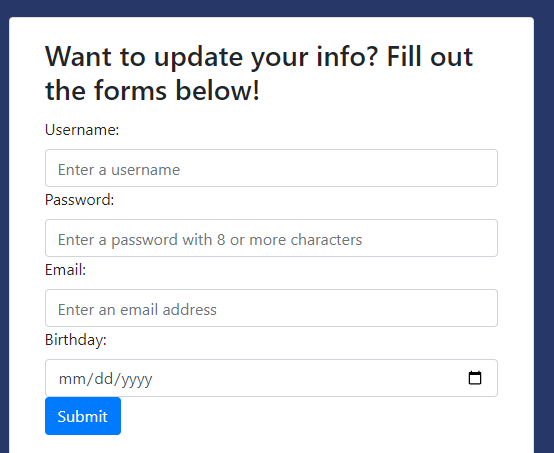 Want to update your info? Fill out
the forms below!
Username:
Enter a username
Password:
Enter a password with 8 or more characters
Email:
Enter an email address
Birthday:
mm/dd/yyyy
Submit